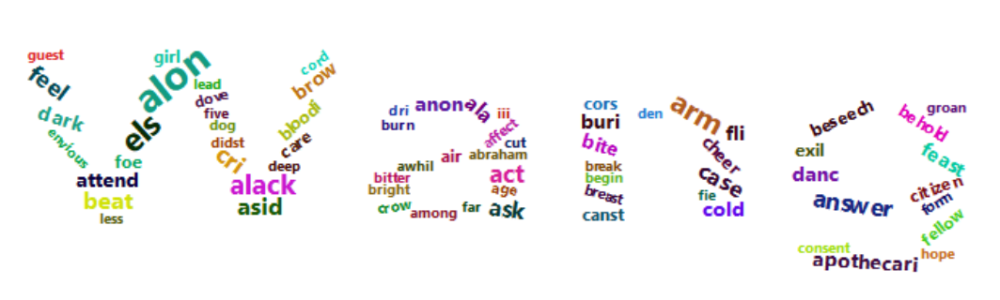 guest
feel
dark
envious
girl
alon
els
foe
attend
beat
less
lead
dove
five
dog
didst
cri
alack
asid
deep
care
bloodi
brow
cord
dri
anon
ala
iii
burn
affect
cut
air
abraham
awhil
bitter
act
bright
age
crow
among
far
ask
cors
buri
bite
break
begin
breast
canst
den
arm
fli
cheer
case
fie
cold
beseech
exil
danc
answer
behold
groan
feast
citizen
form
fellow
consent
apothecari
hope